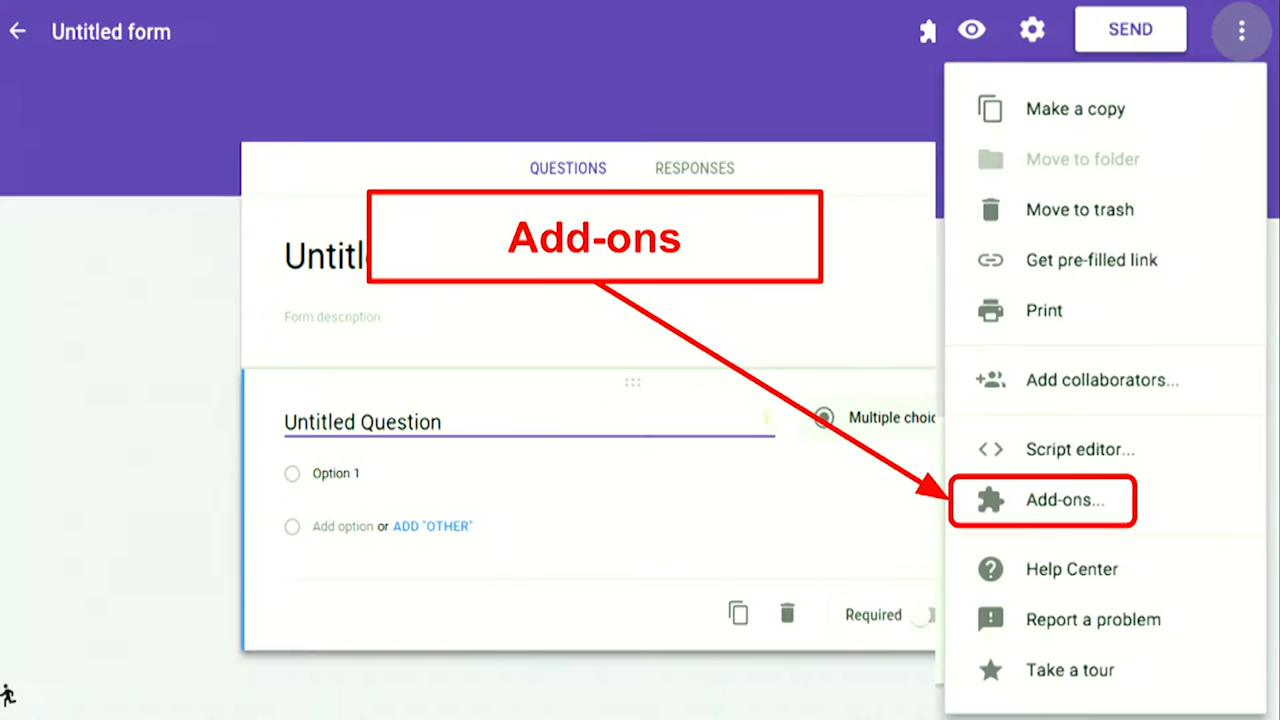 Untitled form
SEND
Make a copy
Move to folder
Move to trash
Get pre-filled link
Print
Add collaborators...
Script editor...
Add-ons...
Help Center
Report a problem
Take a tour
QUESTIONS RESPONSES
Add-ons
Untitl
Form description
Untitled Question
Multiple choic
Option 1
Add option or ADD "OTHER"
Required